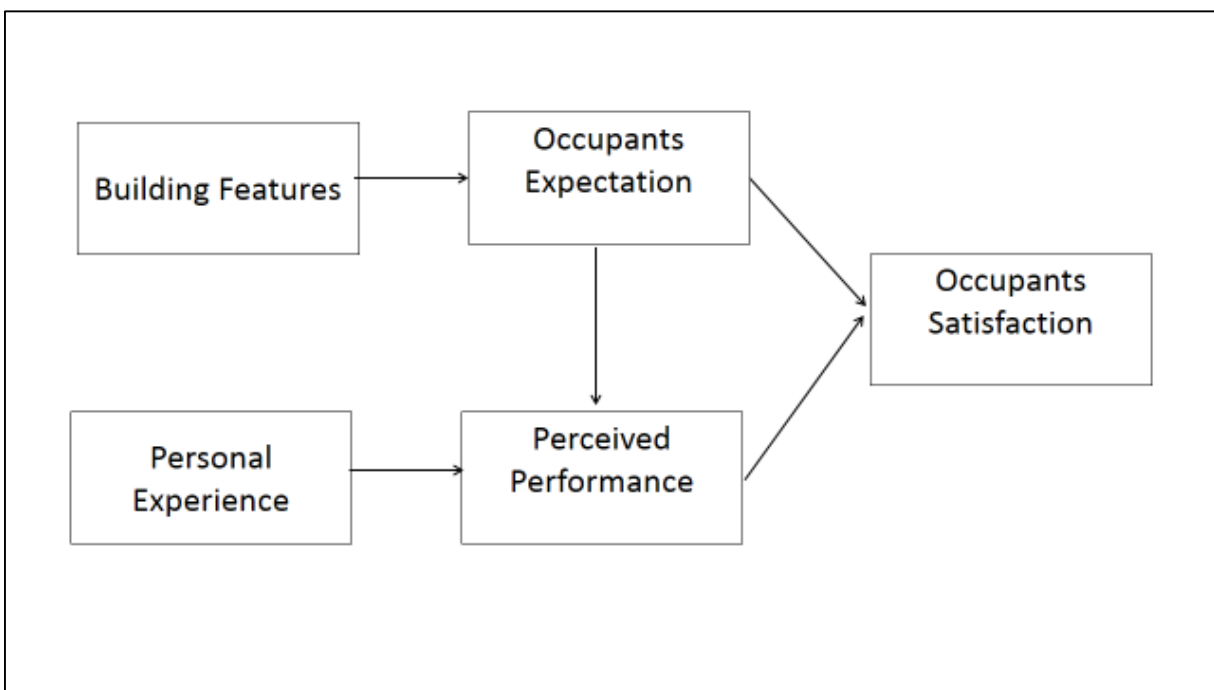 Building Features
Occupants
Expectation
Occupants
Satisfaction
Personal
Experience
Perceived
Performance